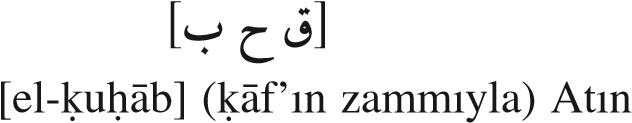 [ق ح ب]
[el-ḳuḥāb] (ḳāf’ın zammıyla) Atın